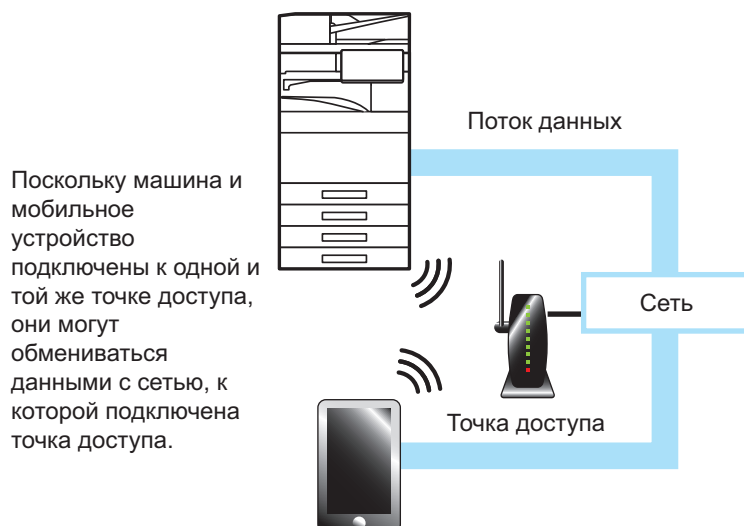 Поток данных
Поскольку машина и
мобильное
устройство
подключены к одной и
той же точке доступа,
они могут
обмениваться
данными с сетью, к
которой подключена
точка доступа.
Сеть
Точка доступа